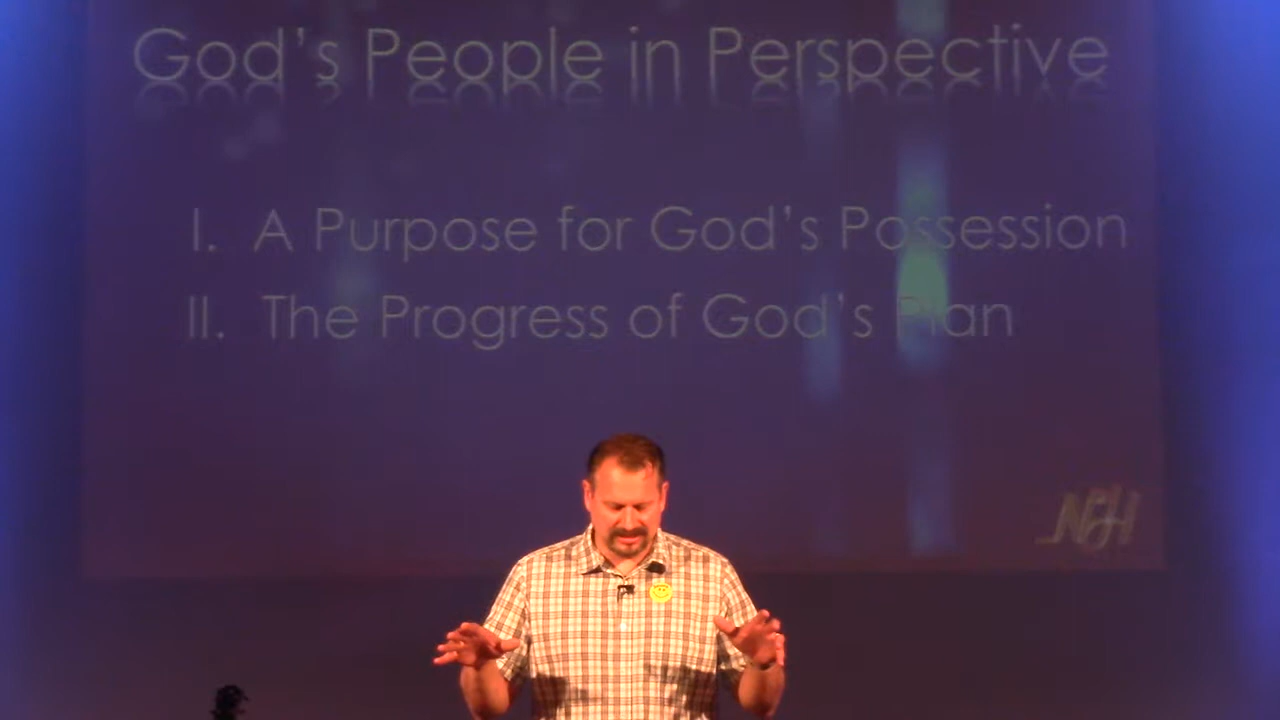 God's People in Perspective
I. A Purpose for God's Possession
II. The Progress of God's Plan